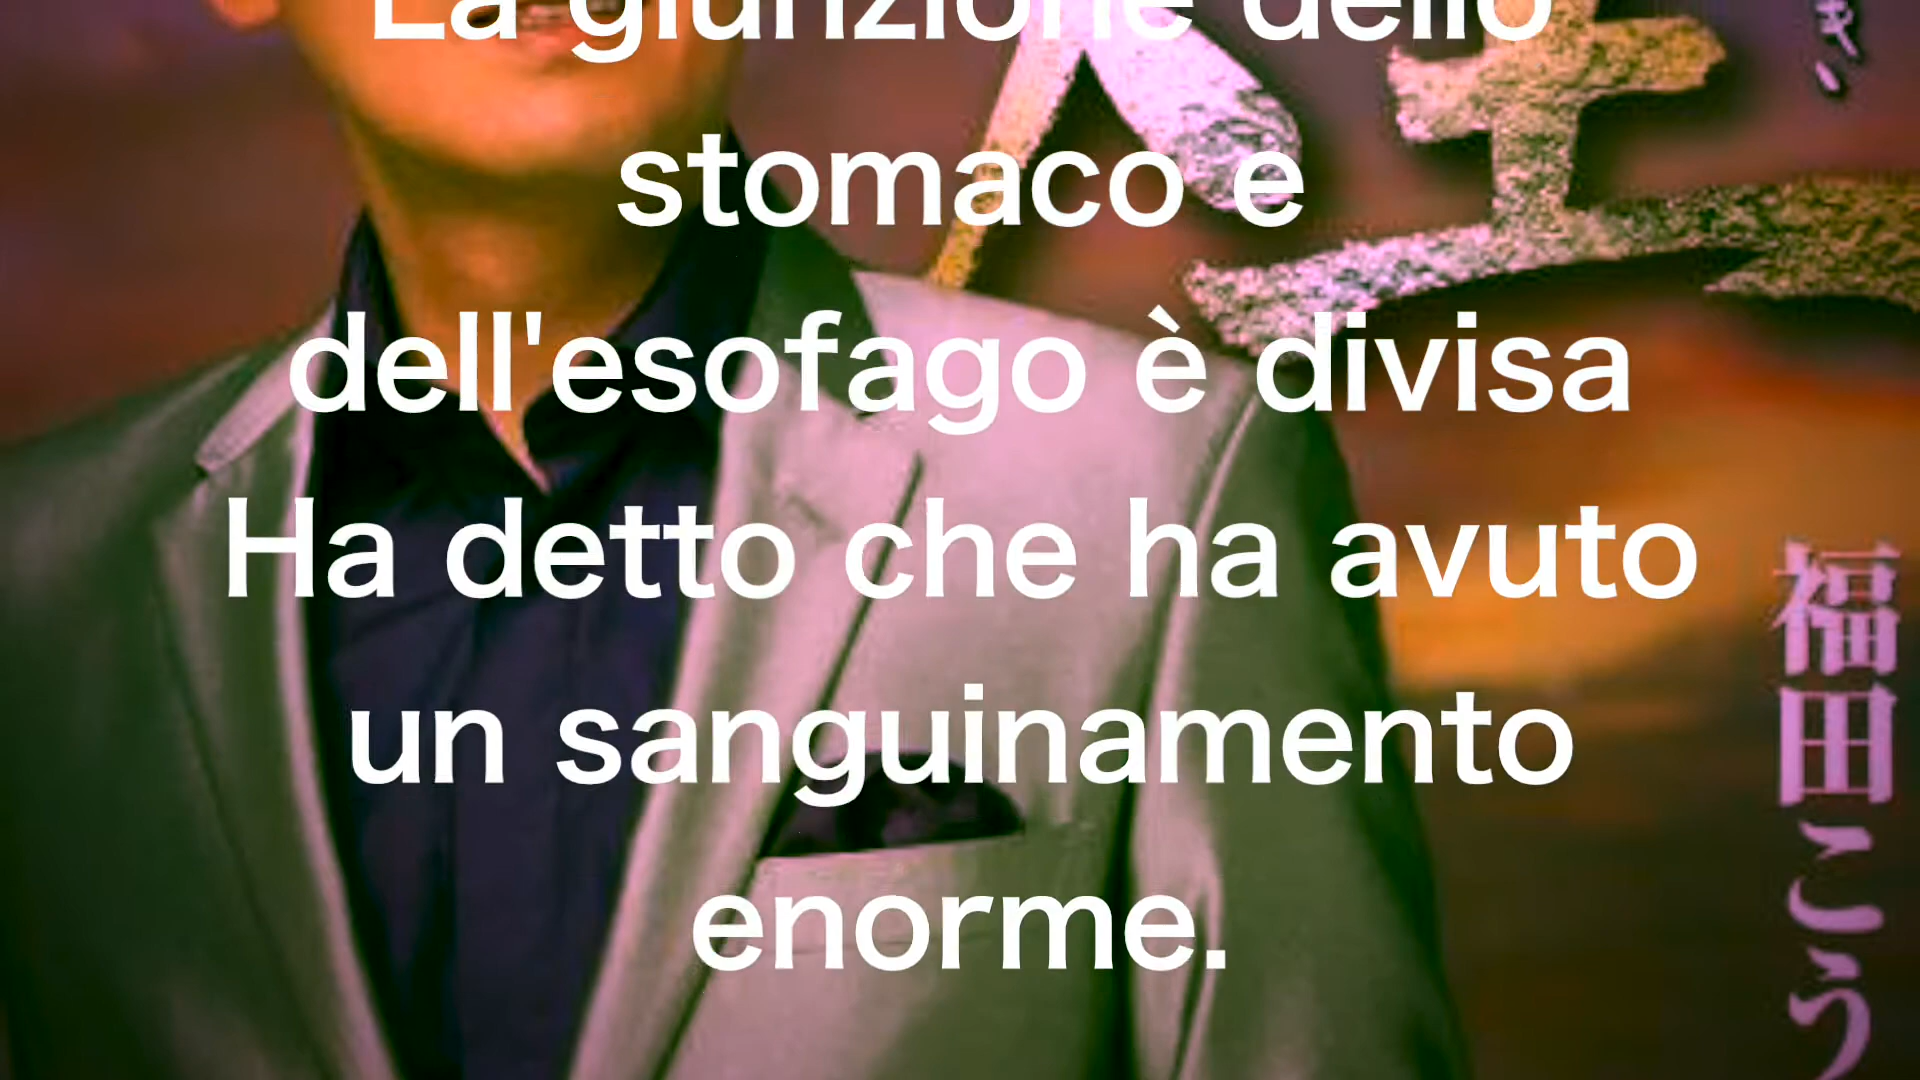 La giunzione dello
stomaco e
dell'esofago è divisa
Ha detto che ha avuto
un sanguinamento
enorme.
福田こう